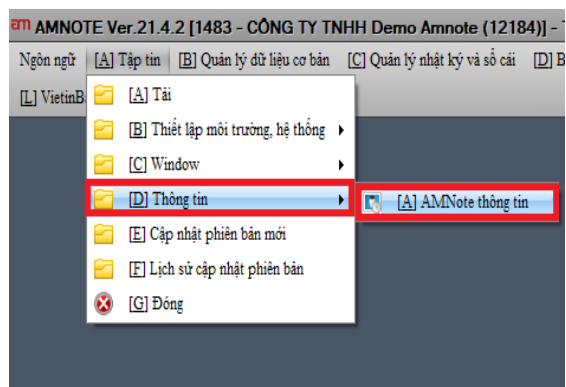 am AMNOTE Ver.21.4.2 [1483 - CÔNG TY TNHH Demo Amnote (12184)] -
Ngôn ngữ [A] Tập tin [B] Quản lý dữ liệu cơ bản [C] Quản lý nhật ký và sổ cái [D] B
[L] VietinB
[A] Tải
[B] Thiết lập môi trường, hệ thống
[C] Window
[D] Thông tin
[A] AMNote thông tin
[E] Cập nhật phiên bản mới
[F] Lịch sử cập nhật phiên bản
[G] Đóng